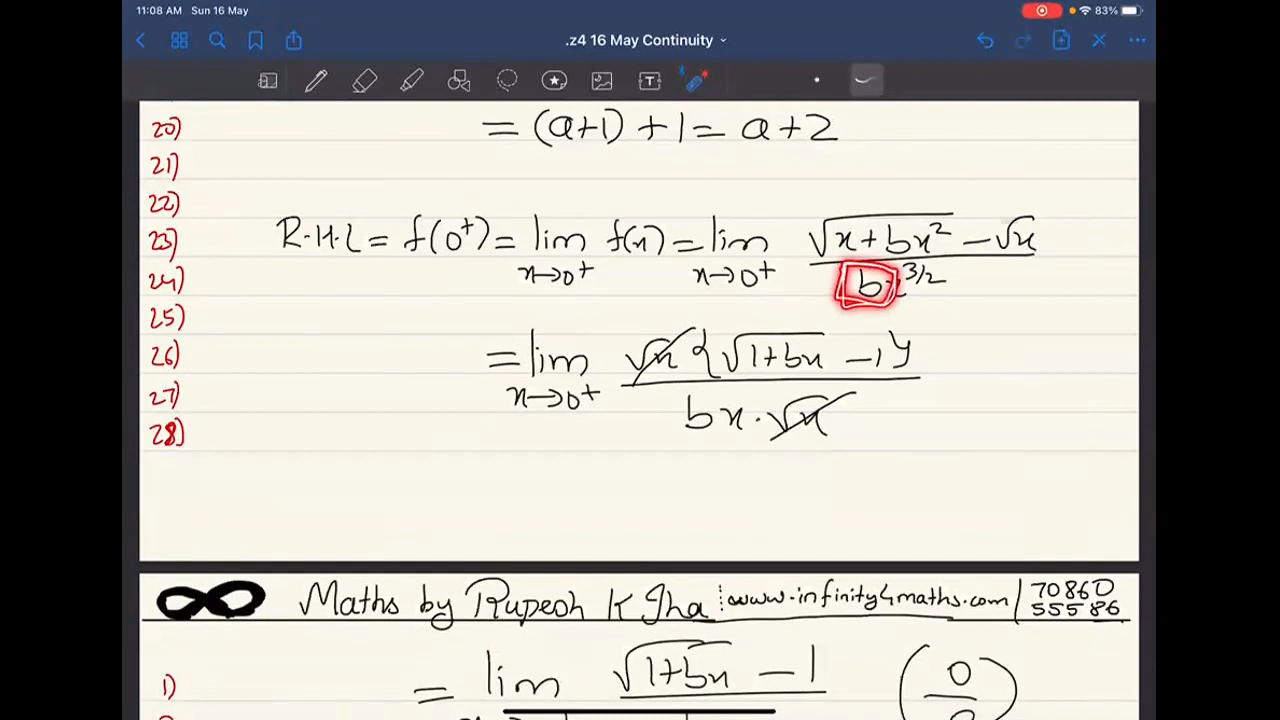 11:08 AM Sun 16 May 83%
.z4 16 May Continuity
20) = (a+1) + 1 = a+2
21)
22)
23) R.H.L = f(0⁺) = lim f(x) = lim √(x+bx²) − √x
24) x→0⁺ x→0⁺ bx^3/2
25)
26) = lim √x {√(1+bx) − 1}
27) x→0⁺ bx·√x
28)
Maths by Rupesh K Jha www.infinity4maths.com 70860
55586
1) = lim √(1+bx) − 1 (0